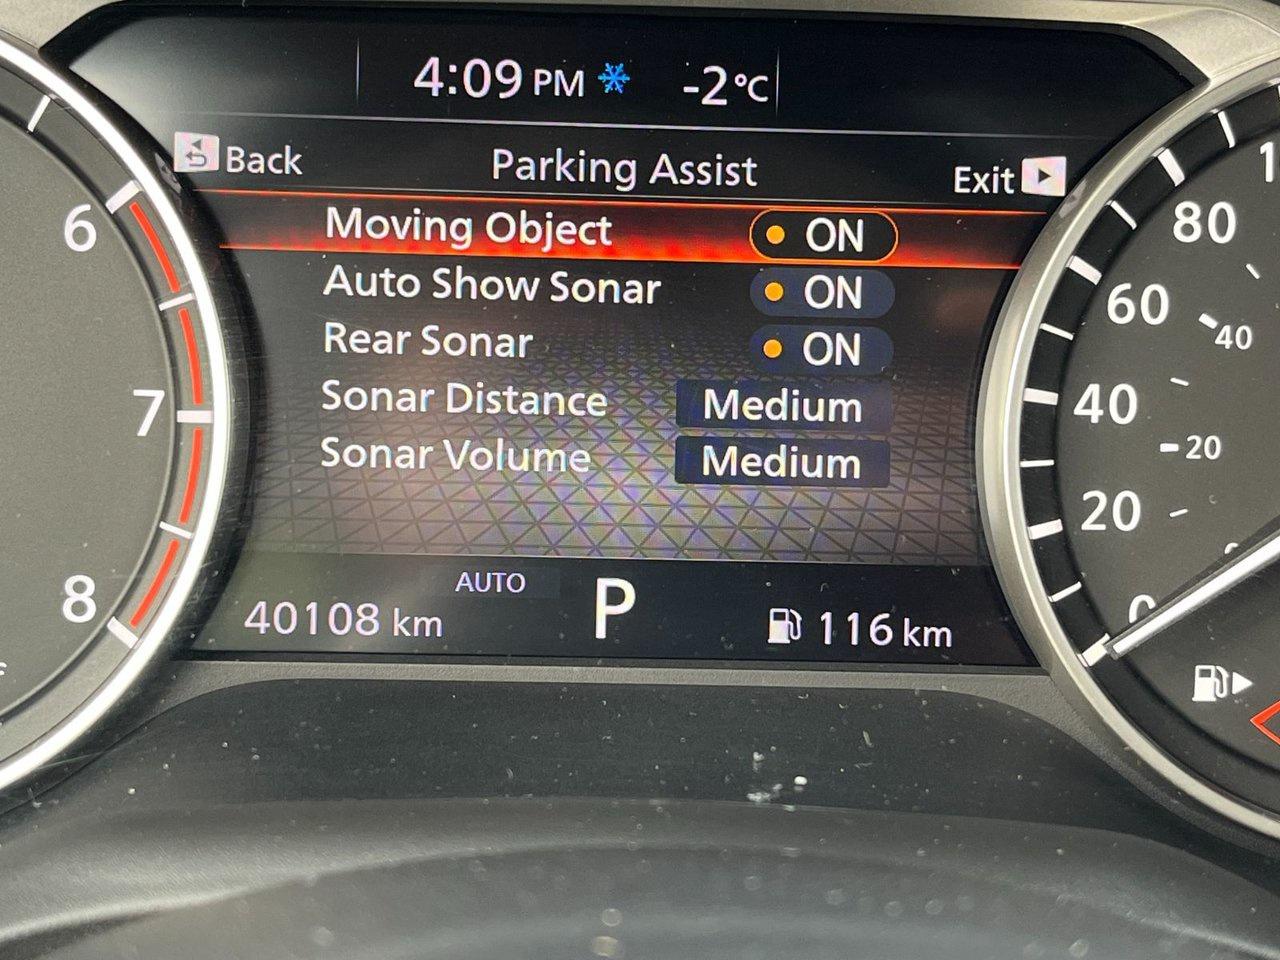 4:09 PM -2°C
Back Parking Assist Exit
Moving Object ON
Auto Show Sonar ON
Rear Sonar ON
Sonar Distance Medium
Sonar Volume Medium
AUTO
40108 km P 116 km
6
7
8
80
60
40
40
20
20
0